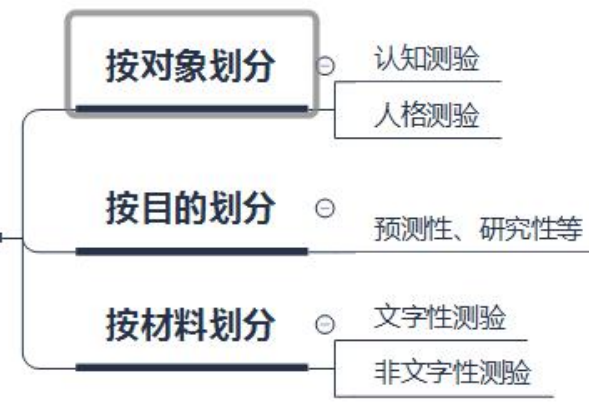 按对象划分
认知测验
人格测验
按目的划分
预测性、研究性等
按材料划分
文字性测验
非文字性测验